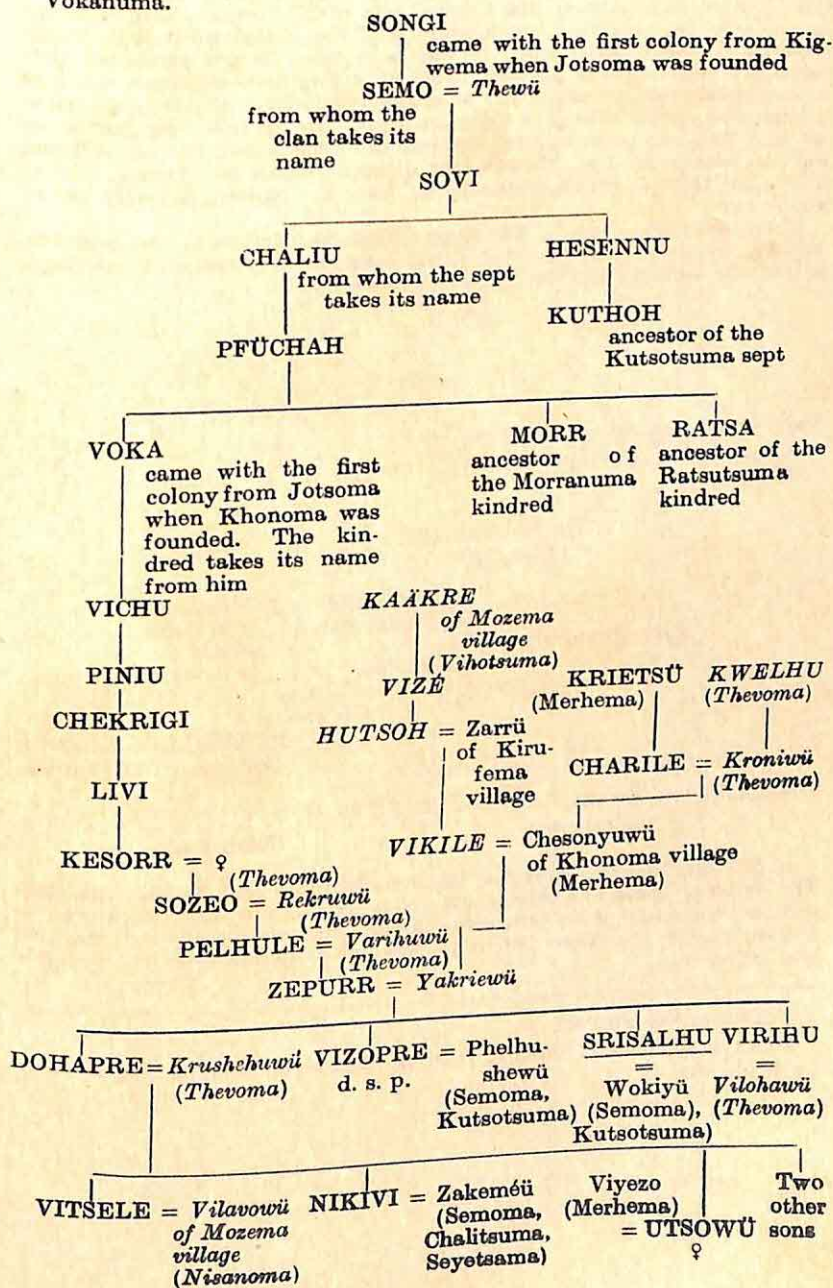 Vokanuma.
SONGI
came with the first colony from Kig-
wema when Jotsoma was founded
SEMO = Thewü
from whom the
clan takes its
name
SOVI
CHALIU
from whom the sept
takes its name
HESENNU
KUTHOH
ancestor of the
Kutsotsuma sept
PFÜCHAH
VOKA
came with the first
colony from Jotsoma
when Khonoma was
founded. The kin-
dred takes its name
from him
MORR
ancestor of
the Morranuma
kindred
RATSA
ancestor of the
Ratsutsuma
kindred
VICHU
PINIU
CHEKRIGI
LIVI
KAÄKRE
of Mozema
village
(Vihotsuma)
VIZÉ
HUTSOH = Zarrü
of Kiru-
fema
village
KRIETSÜ
(Merhema)
KWELHU
(Thevoma)
CHARILE = Kroniwü
(Thevoma)
VIKILE = Chesonyuwü
of Khonoma village
(Merhema)
KESORR = ♀
(Thevoma)
SOZEO = Rekruwü
(Thevoma)
PELHULE = Varihuwü
(Thevoma)
ZEPURR = Yakriewü
DOHAPRE = Krushehuwü
(Thevoma)
VIZOPRE = Phelhu-
d. s. p. shewü
(Semoma,
Kutsotsuma)
SRISALHU
=
Wokiyü
(Semoma),
Kutsotsuma)
VIRIHU
=
Vilohawü
(Thevoma)
VITSELE = Vilavowü
of Mozema
village
(Nisanoma)
NIKIVI = Zakeméü
(Semoma,
Chalitsuma,
Seyetsama)
Viyezo
(Merhema)
= UTSOWÜ
♀
Two
other
sons